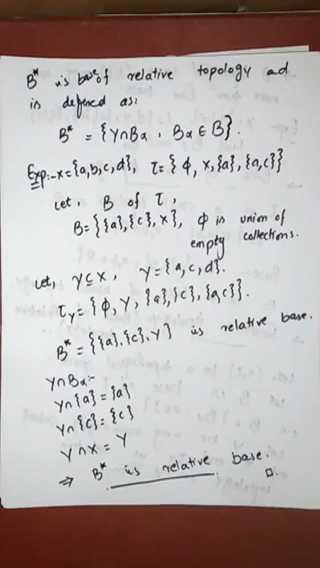 B* is base of relative topology ad
is defined as:
B* = {Y∩Bα, Bα ∈ B}.
Exp:- X={a,b,c,d}, τ={φ, X,{a},{a,c}}
let, B of τ,
B={{a},{c},X}, φ is union of
empty collections.
let, Y⊆X, Y={a,c,d}.
τY={φ, Y, {a},{c},{a,c}}.
B* = {{a},{c},Y} is relative base.
Y∩Bα:-
Y∩{a} = {a}
Y∩{c} = {c}
Y∩X = Y
⇒ B* is relative base.
□.